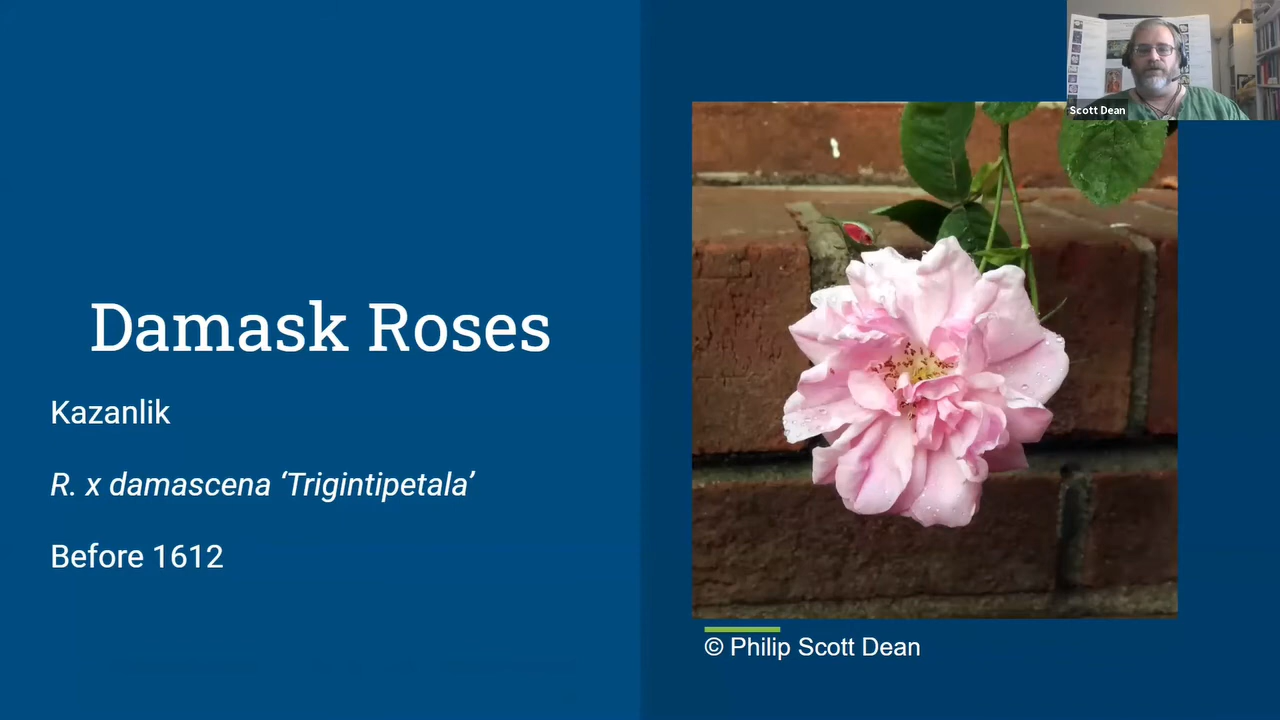 Scott Dean
Damask Roses
Kazanlik
R. x damascena ‘Trigintipetala’
Before 1612
© Philip Scott Dean